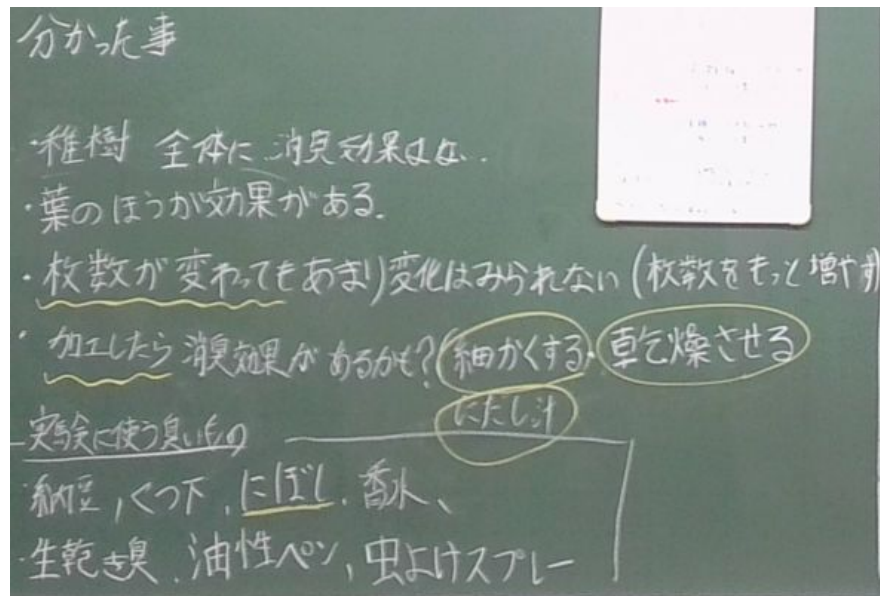 分かった事
・稚樹 全体に消臭効果はない.
・葉のほうが効果がある.
・枚数が変わってもあまり変化はみられない(枚数をもっと増やす)
・加工したら消臭効果があるかも?(細かくする・乾燥させる
にだし汁
実験に使う臭いもの
納豆,くつ下,にぼし,香水、
生乾き臭、油性ペン,虫よけスプレー